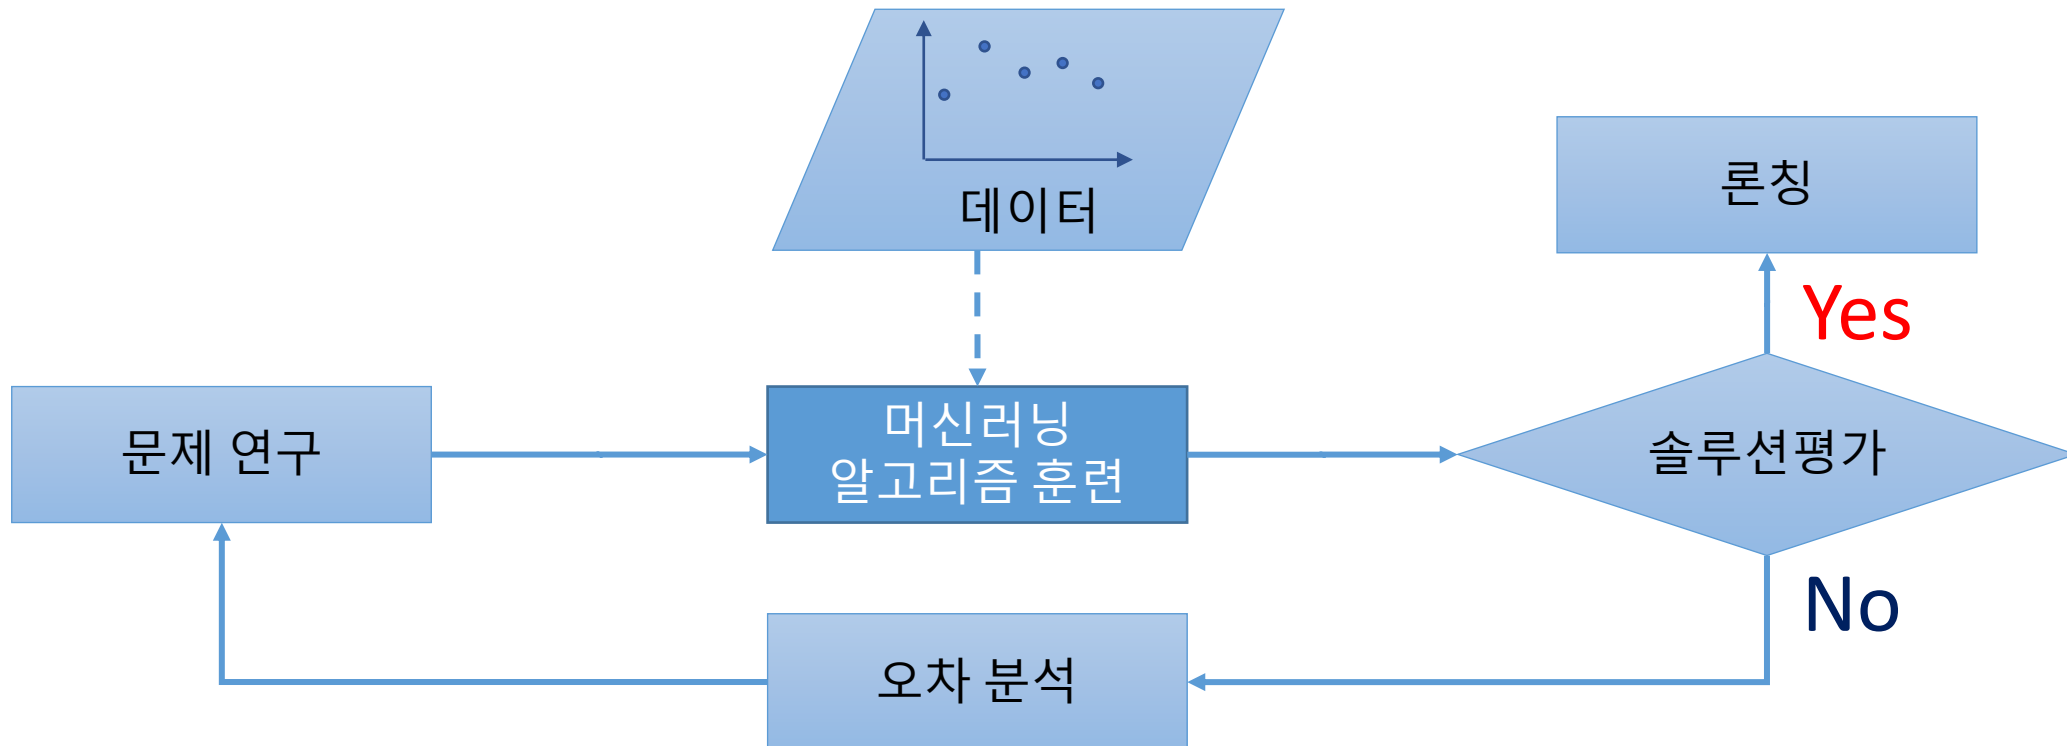 데이터
론칭
Yes
문제 연구
머신러닝
알고리즘 훈련
솔루션평가
No
오차 분석